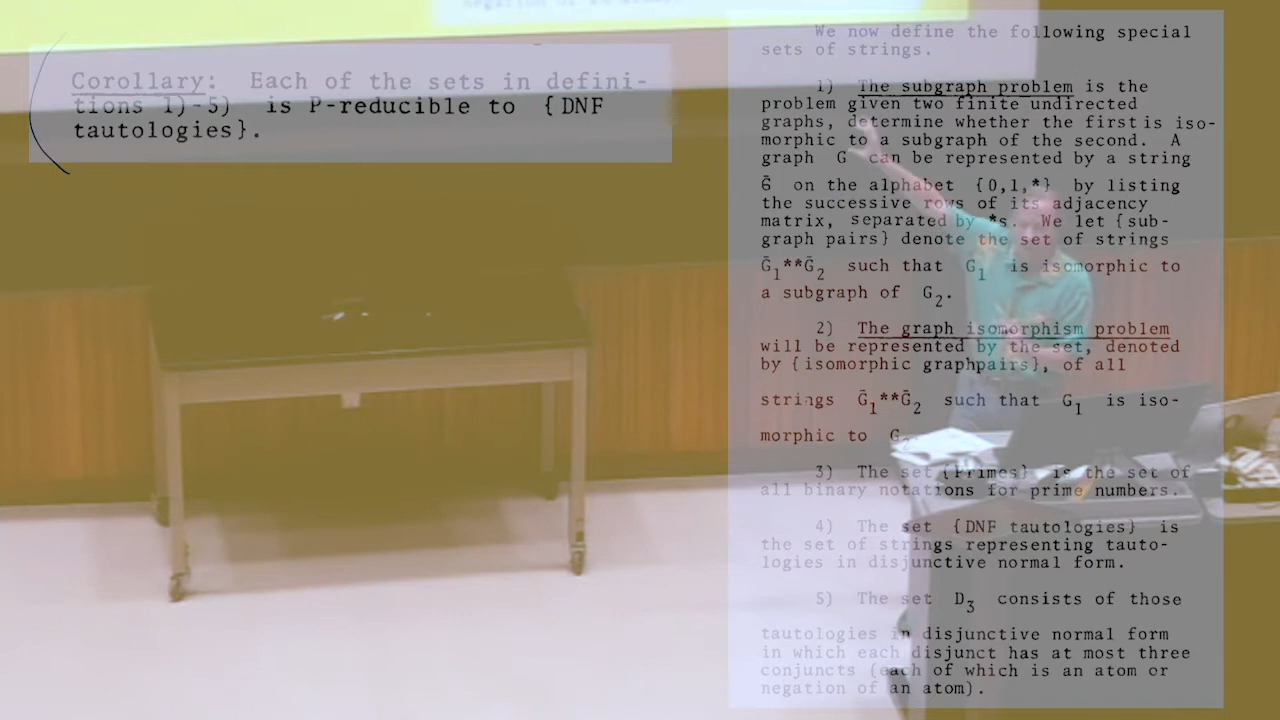 Corollary: Each of the sets in defini-
tions 1)-5) is P-reducible to {DNF
tautologies}.
We now define the following special
sets of strings.
1) The subgraph problem is the
problem given two finite undirected
graphs, determine whether the first is iso-
morphic to a subgraph of the second. A
graph G can be represented by a string
Ḡ on the alphabet {0,1,*} by listing
the successive rows of its adjacency
matrix, separated by *s. We let {sub-
graph pairs} denote the set of strings
Ḡ₁**Ḡ₂ such that G₁ is isomorphic to
a subgraph of G₂.
2) The graph isomorphism problem
will be represented by the set, denoted
by {isomorphic graphpairs}, of all
strings Ḡ₁**Ḡ₂ such that G₁ is iso-
morphic to G₂
3) The set {Primes} is the set of
all binary notations for prime numbers.
4) The set {DNF tautologies} is
the set of strings representing tauto-
logies in disjunctive normal form.
5) The set D₃ consists of those
tautologies in disjunctive normal form
in which each disjunct has at most three
conjuncts (each of which is an atom or
negation of an atom).